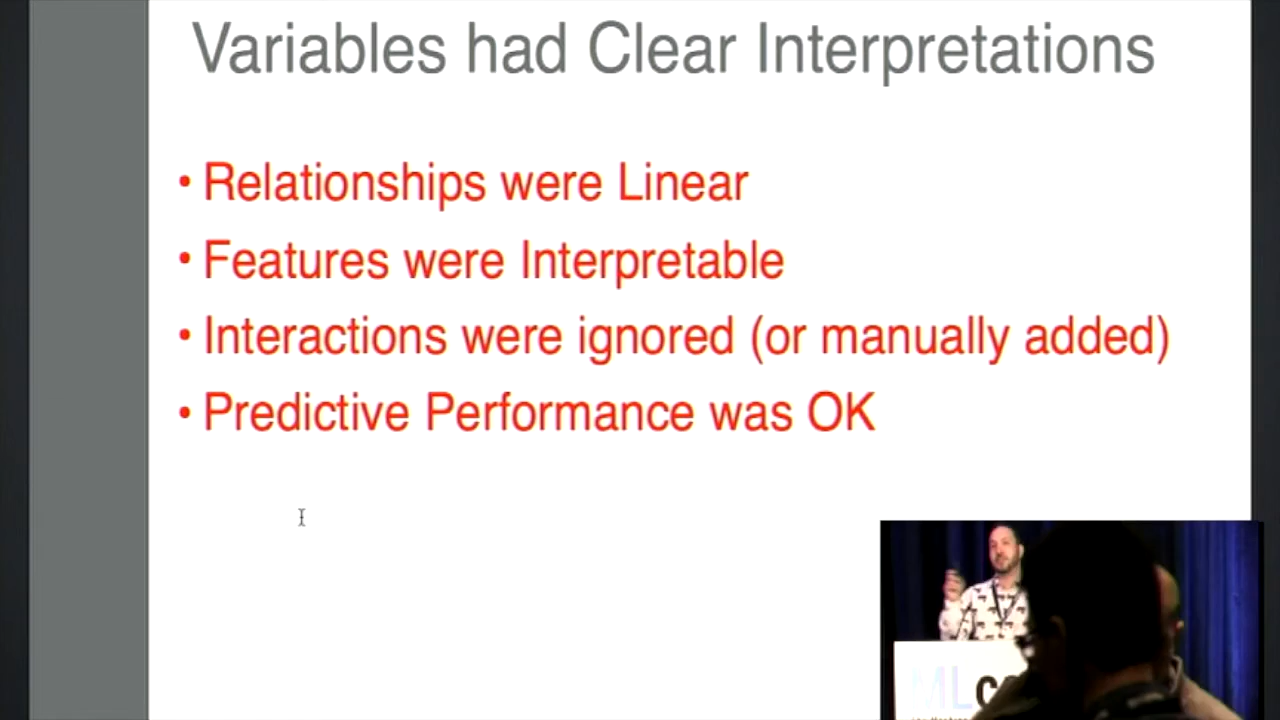 Variables had Clear Interpretations
• Relationships were Linear
• Features were Interpretable
• Interactions were ignored (or manually added)
• Predictive Performance was OK